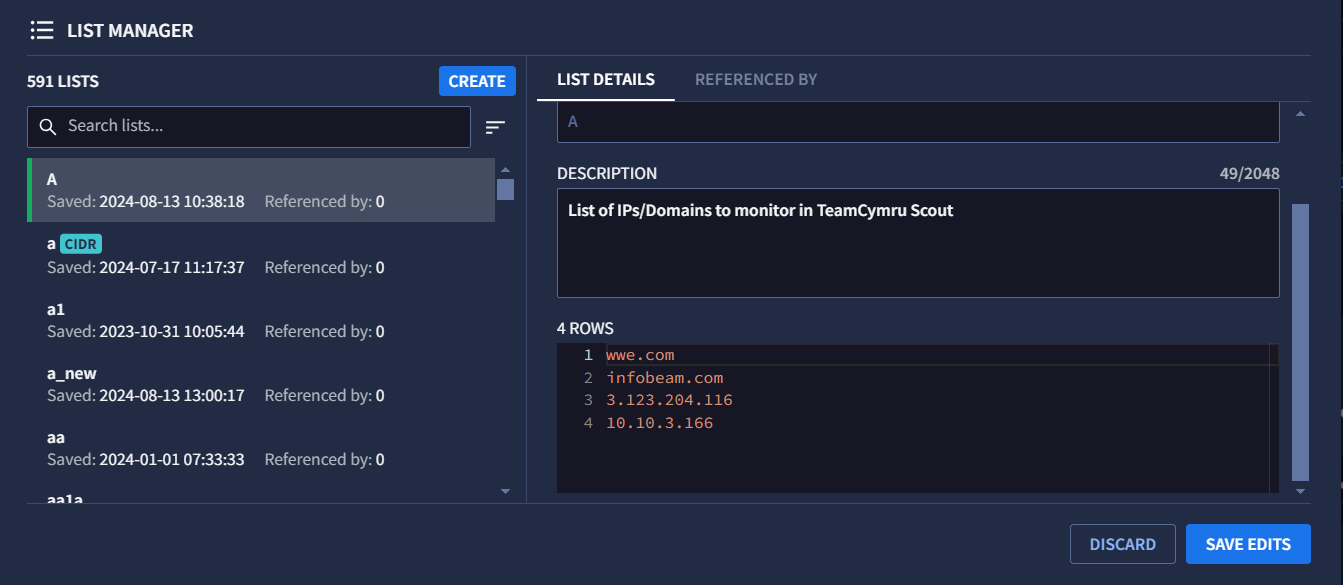 LIST MANAGER
591 LISTS
CREATE
Search lists...
A
Saved: 2024-08-13 10:38:18 Referenced by: 0
a CIDR
Saved: 2024-07-17 11:17:37 Referenced by: 0
a1
Saved: 2023-10-31 10:05:44 Referenced by: 0
a_new
Saved: 2024-08-13 13:00:17 Referenced by: 0
aa
Saved: 2024-01-01 07:33:33 Referenced by: 0
aa1a
LIST DETAILS
REFERENCED BY
A
DESCRIPTION
49/2048
List of IPs/Domains to monitor in TeamCymru Scout
4 ROWS
1 wwe.com
2 infobeam.com
3 3.123.204.116
4 10.10.3.166
DISCARD
SAVE EDITS